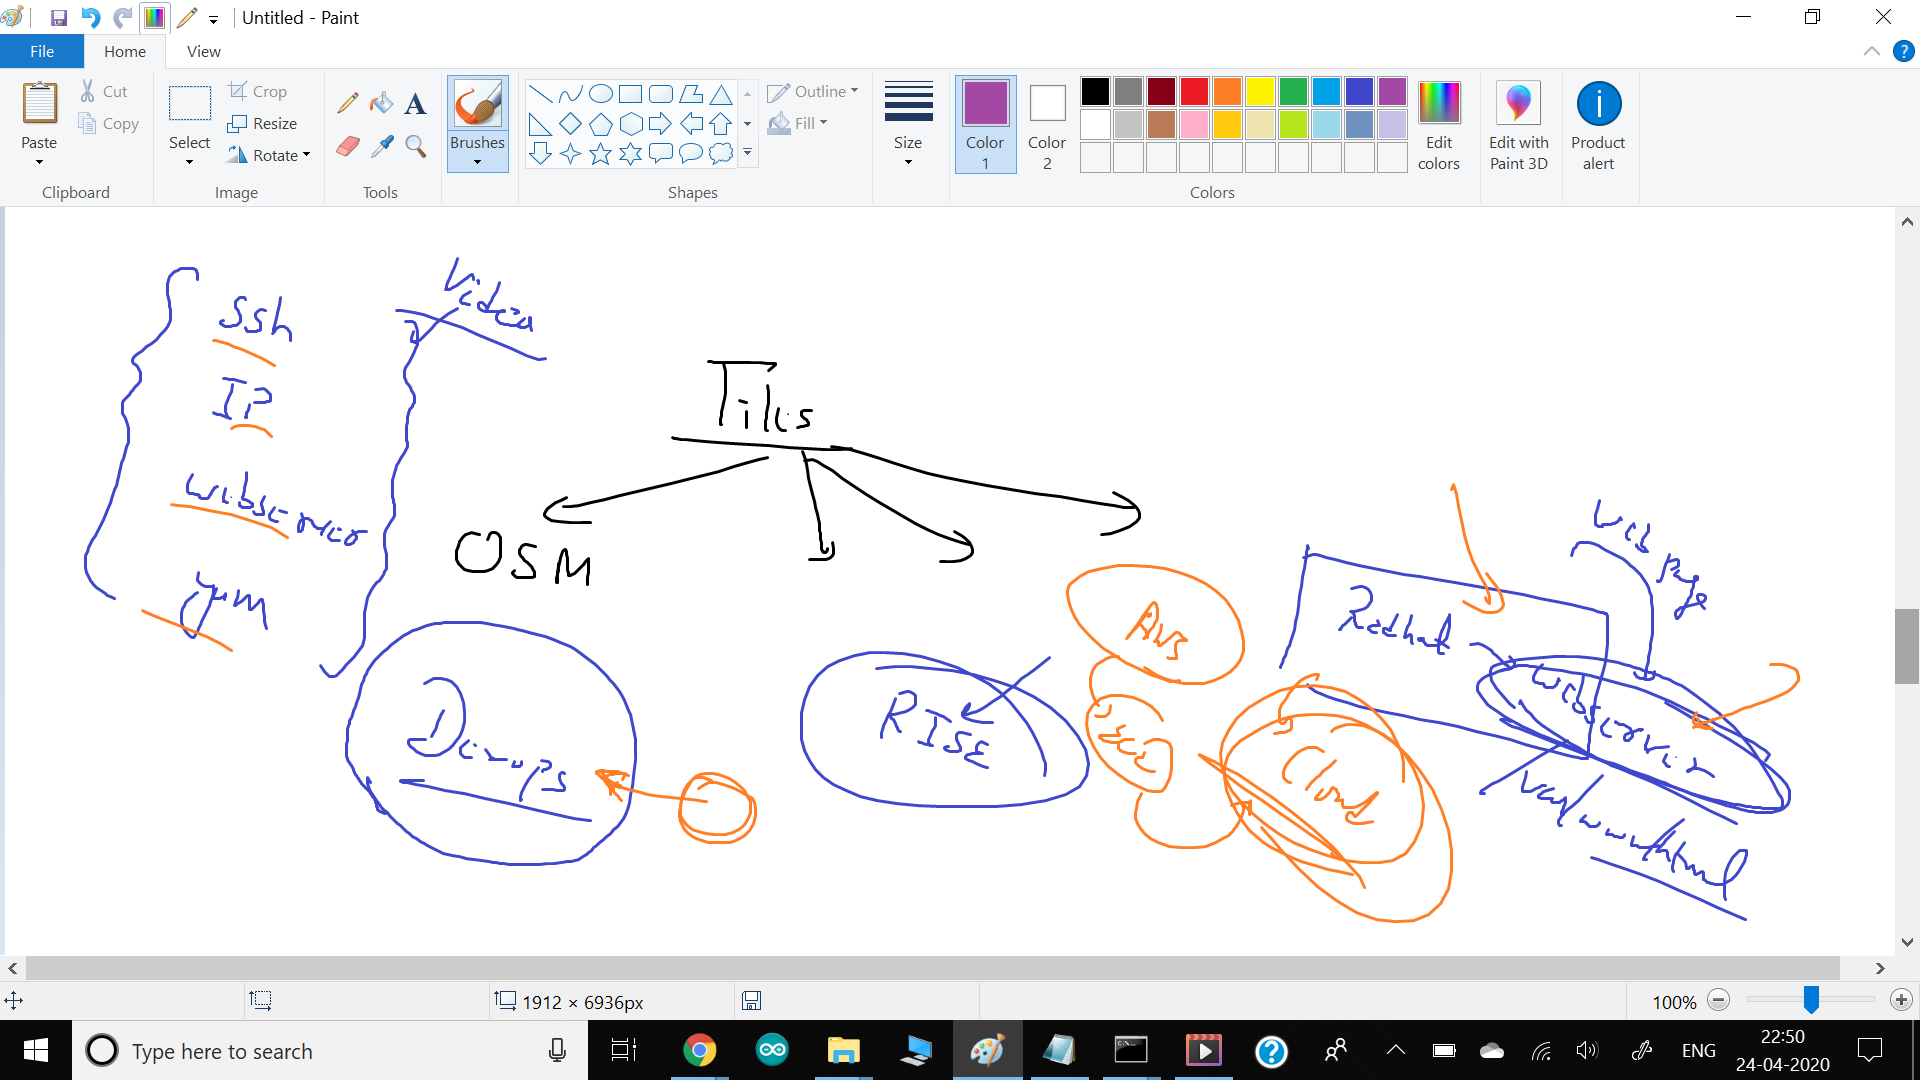 Untitled - Paint
File
Home
View
Paste
Cut
Copy
Clipboard
Select
Crop
Resize
Rotate
Image
Tools
Brushes
Shapes
Outline
Fill
Size
Color 1
Color 2
Colors
Edit colors
Edit with Paint 3D
Product alert
ssh
IP
webserver
yum
Video
Files
OSM
Devops
RISE
AWS
Cloud
Redhat
web page
webserver
var/www/html
1912 × 6936px
100%
Type here to search
ENG
22:50
24-04-2020